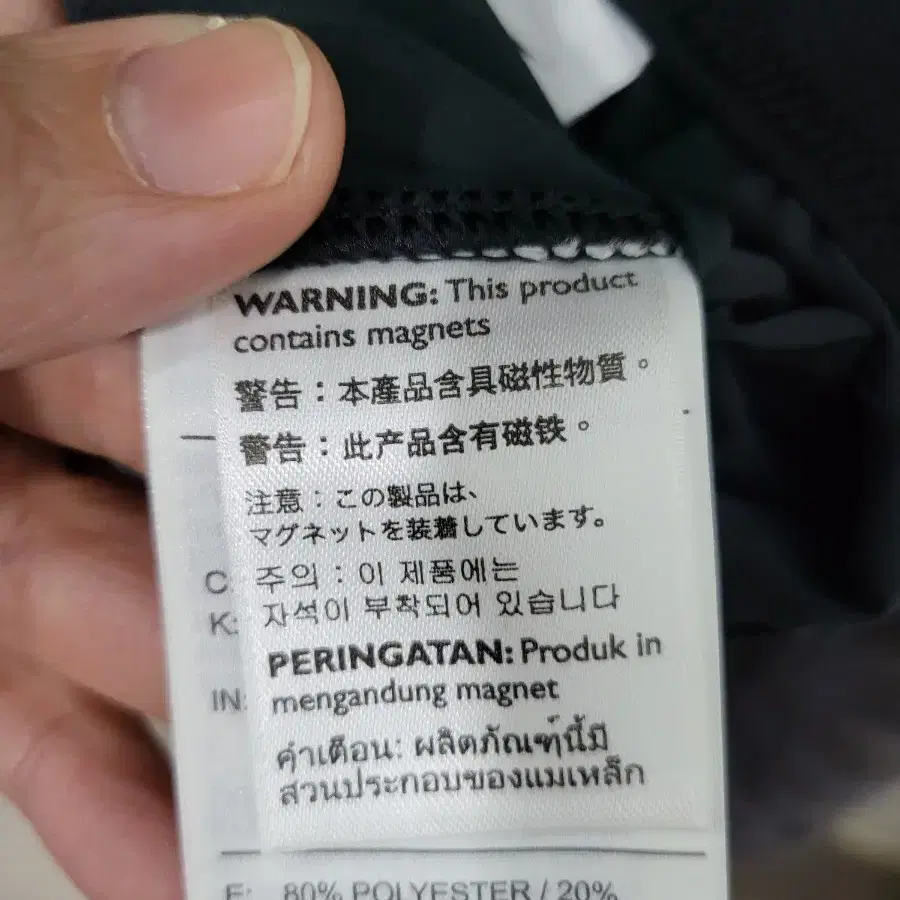 WARNING: This product
contains magnets
警告：本產品含具磁性物質。
警告：此产品含有磁铁。
注意：この製品は、
マグネットを装着しています。
C
주의 : 이 제품에는
K:
자석이 부착되어 있습니다
PERINGATAN: Produk in
IN:
mengandung magnet
คำเตือน: ผลิตภัณฑ์นี้มี
ส่วนประกอบของแม่เหล็ก
E: 80% POLYESTER / 20%